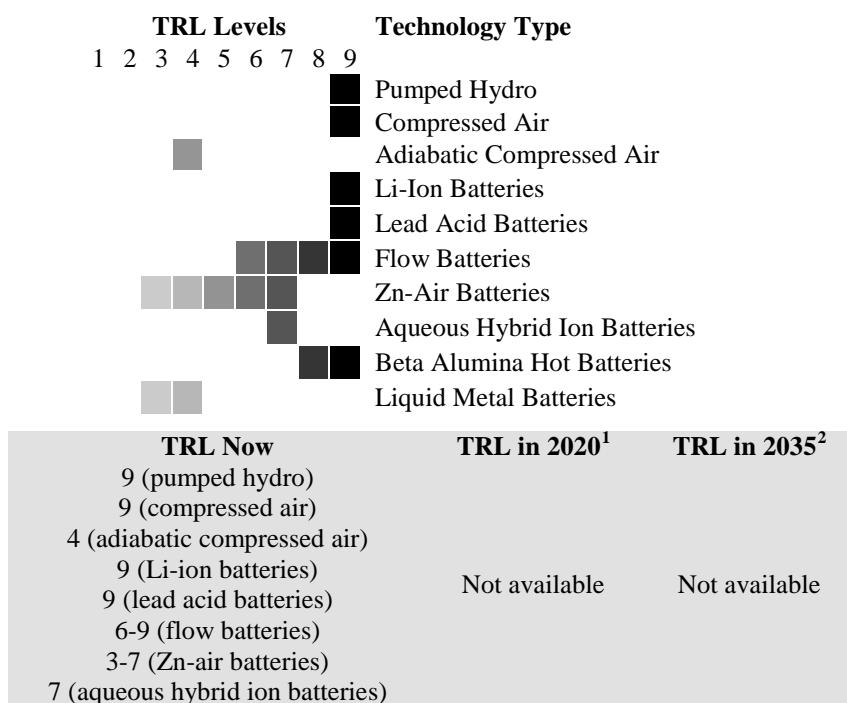 TRL Levels Technology Type
1 2 3 4 5 6 7 8 9
Pumped Hydro
Compressed Air
Adiabatic Compressed Air
Li-Ion Batteries
Lead Acid Batteries
Flow Batteries
Zn-Air Batteries
Aqueous Hybrid Ion Batteries
Beta Alumina Hot Batteries
Liquid Metal Batteries
TRL Now TRL in 2020¹ TRL in 2035²
9 (pumped hydro)
9 (compressed air)
4 (adiabatic compressed air)
9 (Li-ion batteries)
Not available Not available
9 (lead acid batteries)
6-9 (flow batteries)
3-7 (Zn-air batteries)
7 (aqueous hybrid ion batteries)